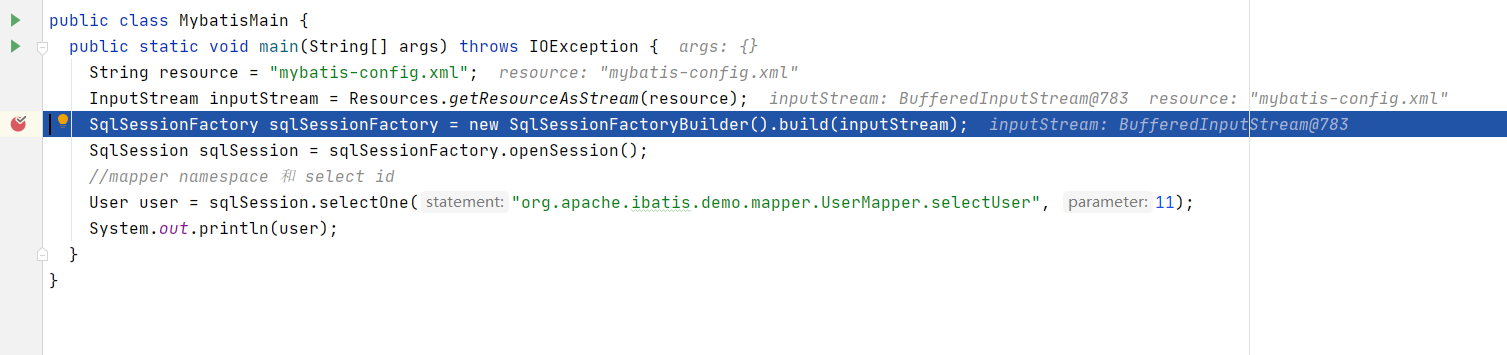 public class MybatisMain {
public static void main(String[] args) throws IOException { args: {}
String resource = "mybatis-config.xml"; resource: "mybatis-config.xml"
InputStream inputStream = Resources.getResourceAsStream(resource); inputStream: BufferedInputStream@783 resource: "mybatis-config.xml"
SqlSessionFactory sqlSessionFactory = new SqlSessionFactoryBuilder().build(inputStream); inputStream: BufferedInputStream@783
SqlSession sqlSession = sqlSessionFactory.openSession();
//mapper namespace 和 select id
User user = sqlSession.selectOne( statement: "org.apache.ibatis.demo.mapper.UserMapper.selectUser", parameter: 11);
System.out.println(user);
}
}